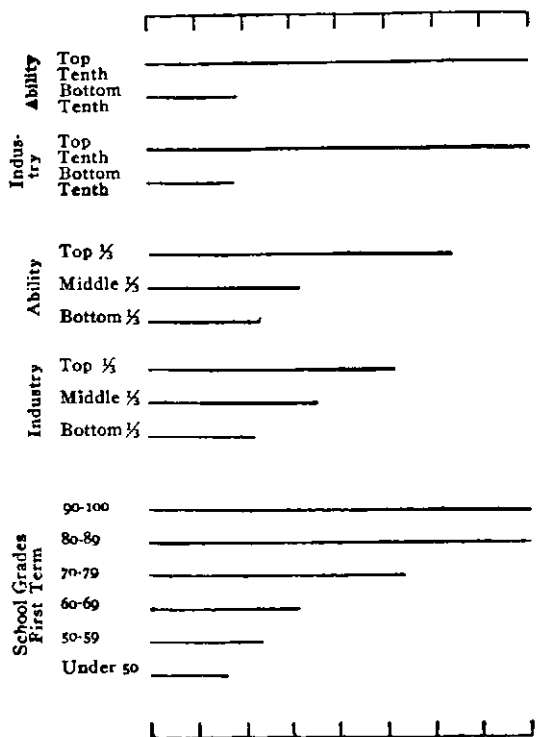 Ability
Top
Tenth
Bottom
Tenth
Indus-
try
Top
Tenth
Bottom
Tenth
Ability
Top ⅓
Middle ⅓
Bottom ⅓
Industry
Top ⅓
Middle ⅓
Bottom ⅓
School Grades
First Term
90-100
80-89
70-79
60-69
50-59
Under 50